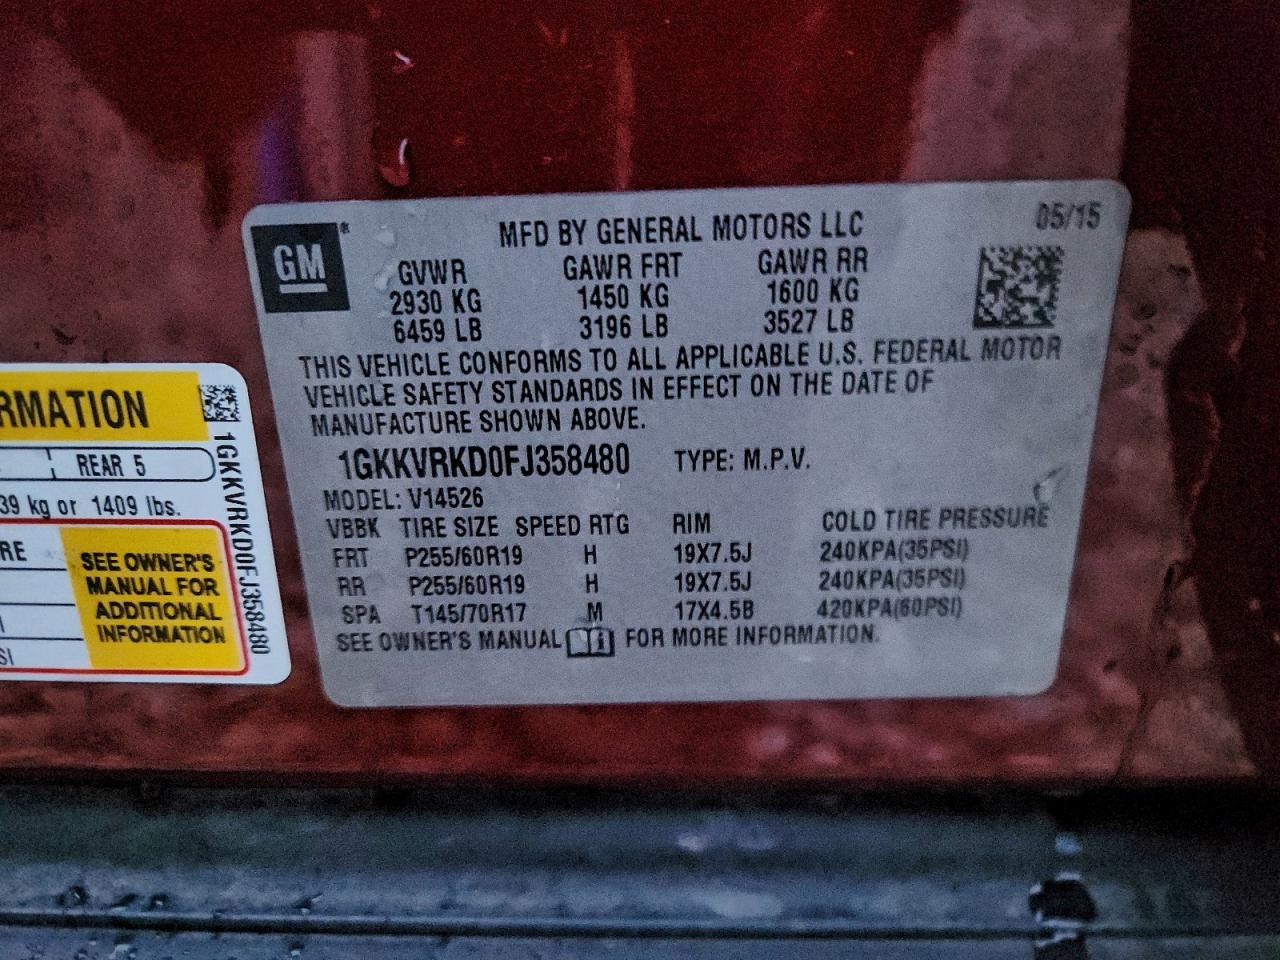 05/15
GM®
MFD BY GENERAL MOTORS LLC
GVWR GAWR FRT GAWR RR
2930 KG 1450 KG 1600 KG
6459 LB 3196 LB 3527 LB
THIS VEHICLE CONFORMS TO ALL APPLICABLE U.S. FEDERAL MOTOR
VEHICLE SAFETY STANDARDS IN EFFECT ON THE DATE OF
MANUFACTURE SHOWN ABOVE.
1GKKVRKD0FJ358480 TYPE: M.P.V.
MODEL: V14526
VBBK TIRE SIZE SPEED RTG RIM COLD TIRE PRESSURE
FRT P255/60R19 H 19X7.5J 240KPA(35PSI)
RR P255/60R19 H 19X7.5J 240KPA(35PSI)
SPA T145/70R17 M 17X4.5B 420KPA(60PSI)
SEE OWNER'S MANUAL i FOR MORE INFORMATION.
RMATION
REAR 5
39 kg or 1409 lbs.
RE
SI
SEE OWNER'S
MANUAL FOR
ADDITIONAL
INFORMATION
1GKKVRKD0FJ358480